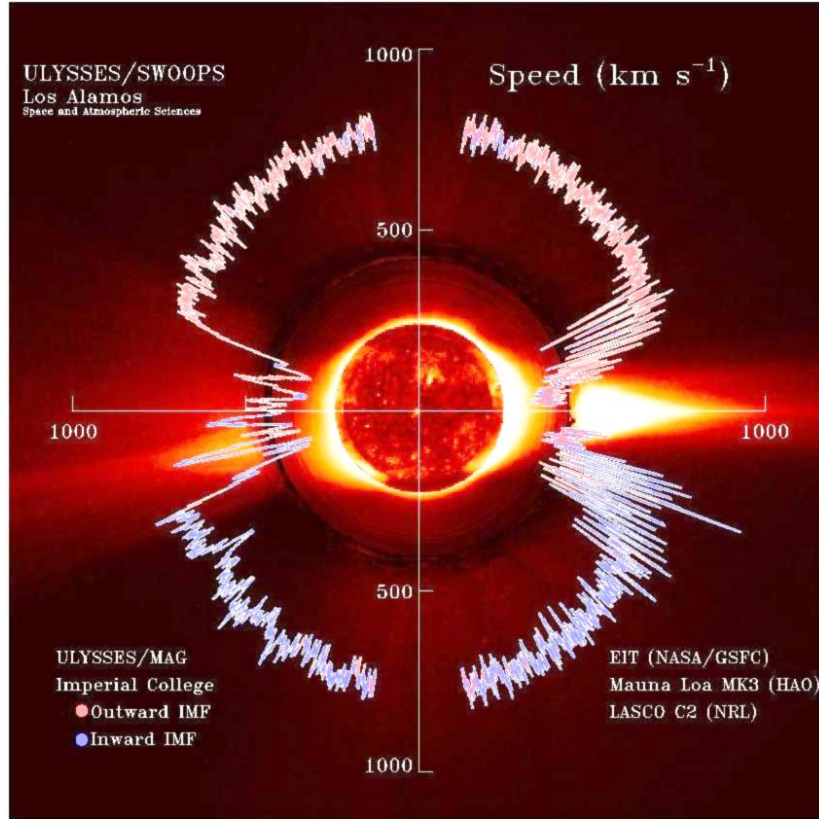 ULYSSES/SWOOPS
Los Alamos
Space and Atmospheric Sciences
Speed (km s⁻¹)
1000
500
1000
1000
500
1000
ULYSSES/MAG
Imperial College
Outward IMF
Inward IMF
EIT (NASA/GSFC)
Mauna Loa MK3 (HAO)
LASCO C2 (NRL)